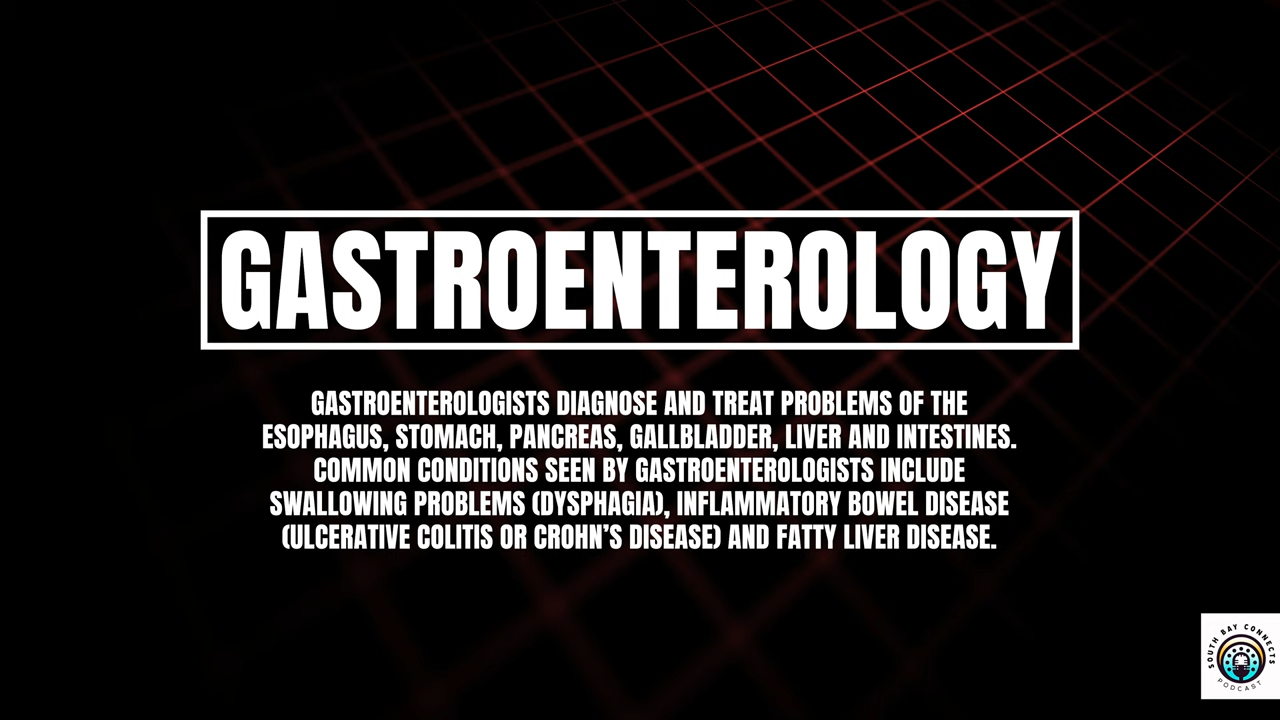 GASTROENTEROLOGY
GASTROENTEROLOGISTS DIAGNOSE AND TREAT PROBLEMS OF THE
ESOPHAGUS, STOMACH, PANCREAS, GALLBLADDER, LIVER AND INTESTINES.
COMMON CONDITIONS SEEN BY GASTROENTEROLOGISTS INCLUDE
SWALLOWING PROBLEMS (DYSPHAGIA), INFLAMMATORY BOWEL DISEASE
(ULCERATIVE COLITIS OR CROHN’S DISEASE) AND FATTY LIVER DISEASE.
SOUTH BAY CONNECTS
PODCAST